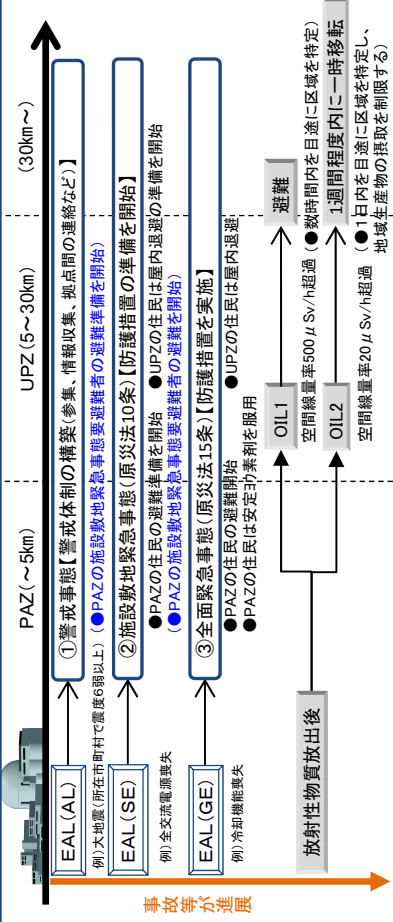 PAZ(～5km)
UPZ(5～30km)
(30km～)
EAL(AL)
①警戒事態【警戒体制の構築(参集、情報収集、拠点間の連絡など)】
例)大地震(所在市町村で震度6弱以上)
(●PAZの施設敷地緊急事態要避難者の避難準備を開始)
EAL(SE)
②施設敷地緊急事態(原災法10条)【防護措置の準備を開始】
例)全交流電源喪失
●PAZの住民の避難準備を開始
●UPZの住民は屋内退避の準備を開始
(●PAZの施設敷地緊急事態要避難者の避難を開始)
EAL(GE)
③全面緊急事態(原災法15条)【防護措置を実施】
例)冷却機能喪失
●PAZの住民の避難開始
●UPZの住民は屋内退避
●PAZの住民は安定ヨウ素剤を服用
放射性物質放出後
OIL1
避難
空間線量率500μSv/h超過
(●数時間内を目途に区域を特定)
OIL2
1週間程度内に一時移転
空間線量率20μSv/h超過
(●1日内を目途に区域を特定し、
地域生産物の摂取を制限する)
事故等が進展